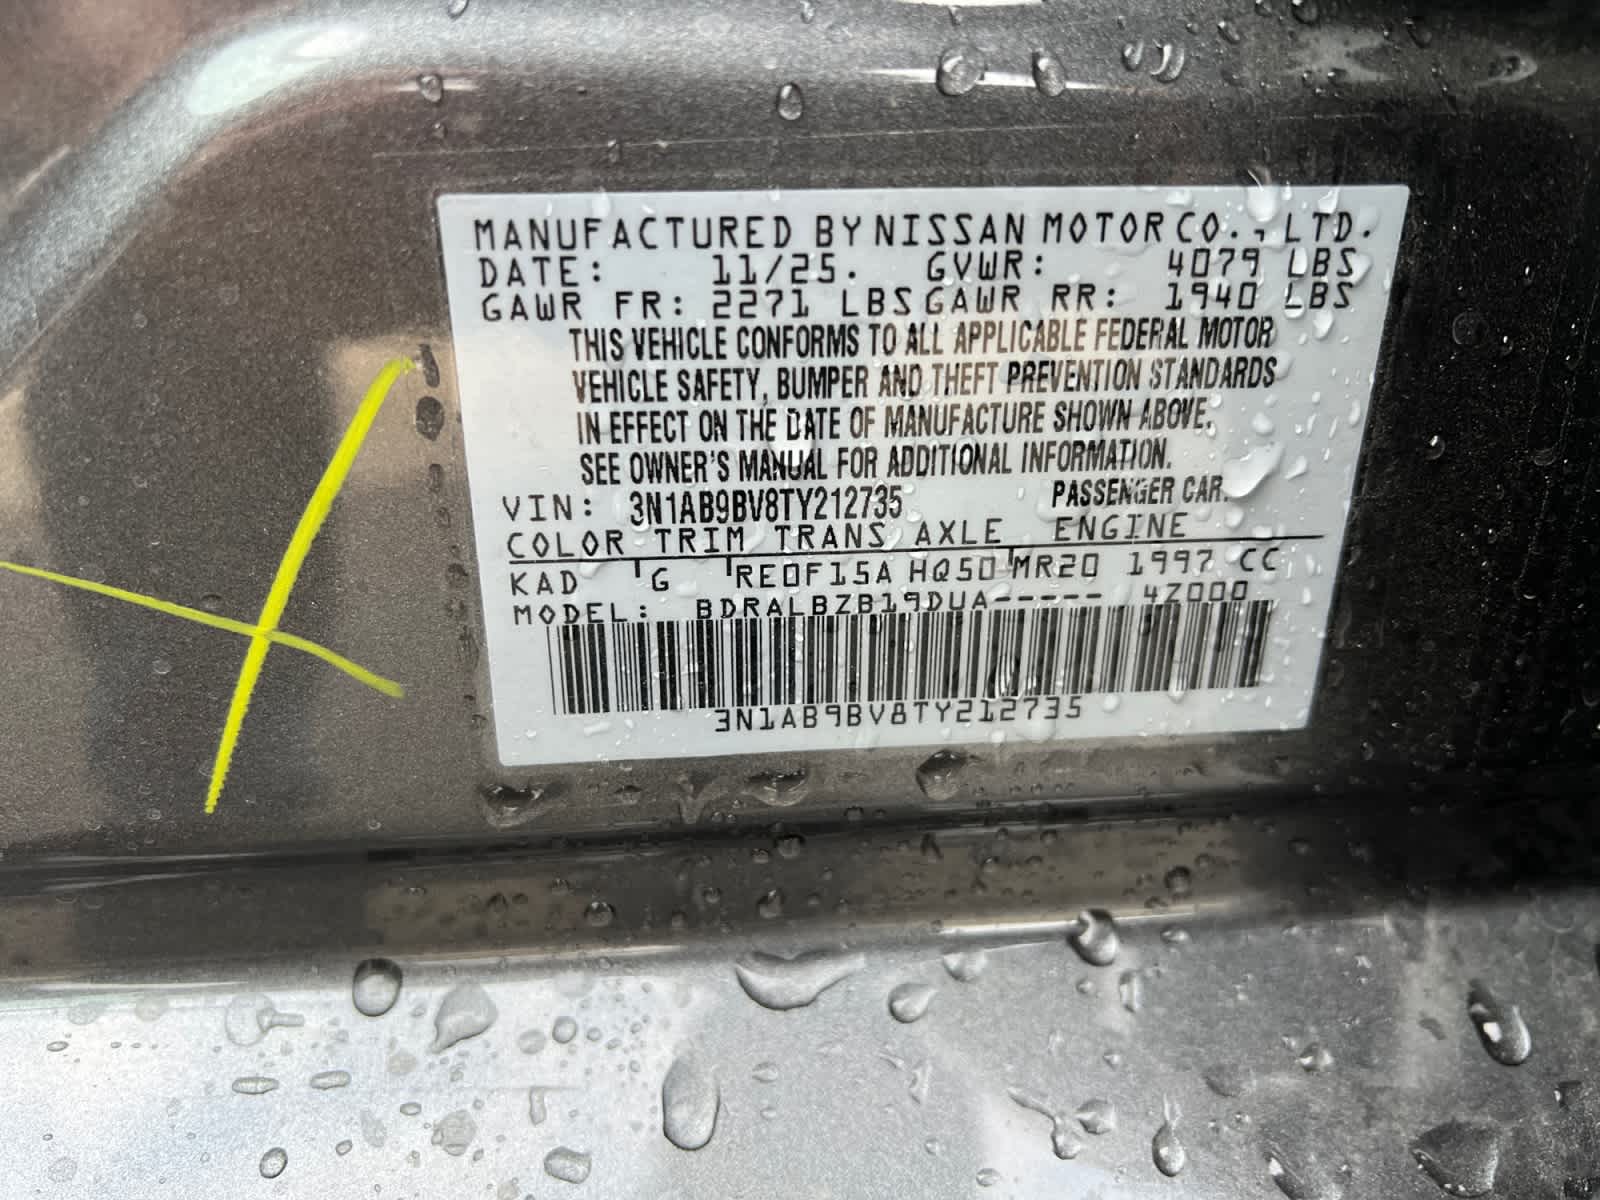 MANUFACTURED BY NISSAN MOTOR CO., LTD.
DATE: 11/25. GVWR: 4079 LBS
GAWR FR: 2271 LBS GAWR RR: 1940 LBS
THIS VEHICLE CONFORMS TO ALL APPLICABLE FEDERAL MOTOR
VEHICLE SAFETY, BUMPER AND THEFT PREVENTION STANDARDS
IN EFFECT ON THE DATE OF MANUFACTURE SHOWN ABOVE.
SEE OWNER'S MANUAL FOR ADDITIONAL INFORMATION.
VIN: 3N1AB9BV8TY212735 PASSENGER CAR.
COLOR TRIM TRANS AXLE ENGINE
KAD G RE0F15A HQ50 MR20 1997 CC
MODEL: BDRALBZB19DUA----- 4Z000
3N1AB9BV8TY212735